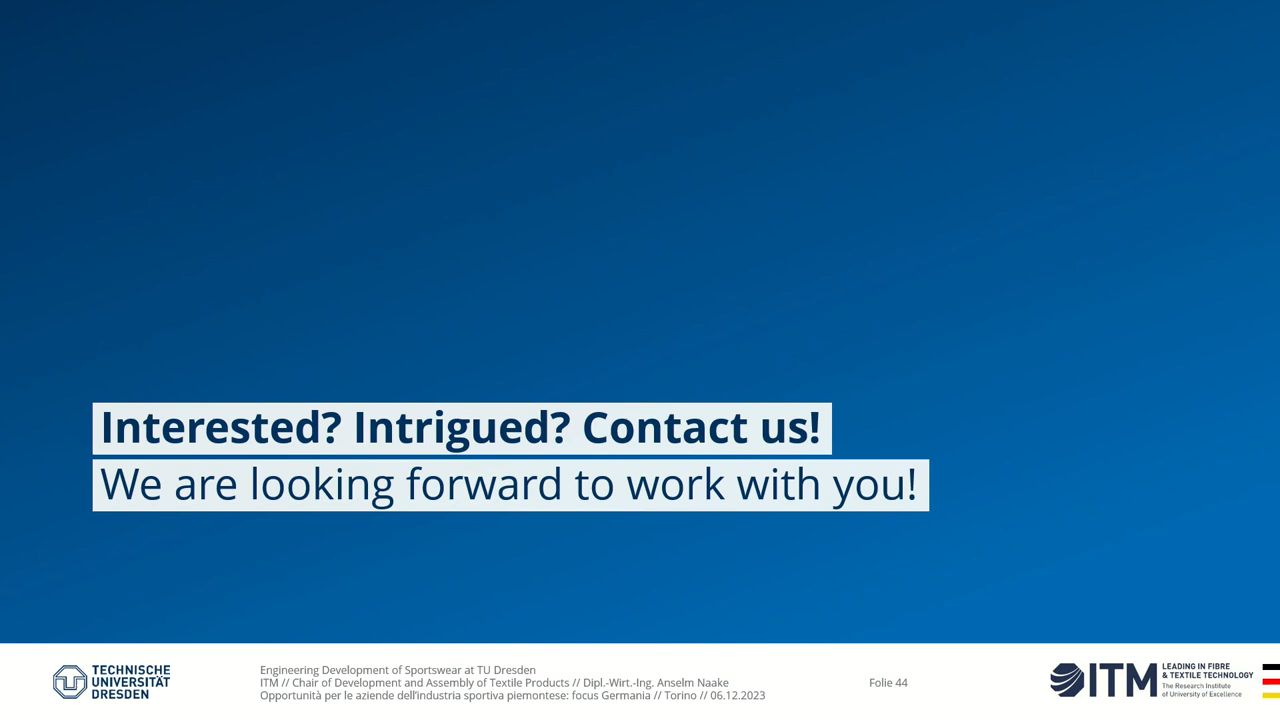 Interested? Intrigued? Contact us!
We are looking forward to work with you!
TECHNISCHE
UNIVERSITÄT
DRESDEN
Engineering Development of Sportswear at TU Dresden
ITM // Chair of Development and Assembly of Textile Products // Dipl.-Wirt.-Ing. Anselm Naake
Opportunità per le aziende dell’industria sportiva piemontese: focus Germania // Torino // 06.12.2023
Folie 44
ITM
LEADING IN FIBRE
& TEXTILE TECHNOLOGY
The Research Institute
of University of Excellence